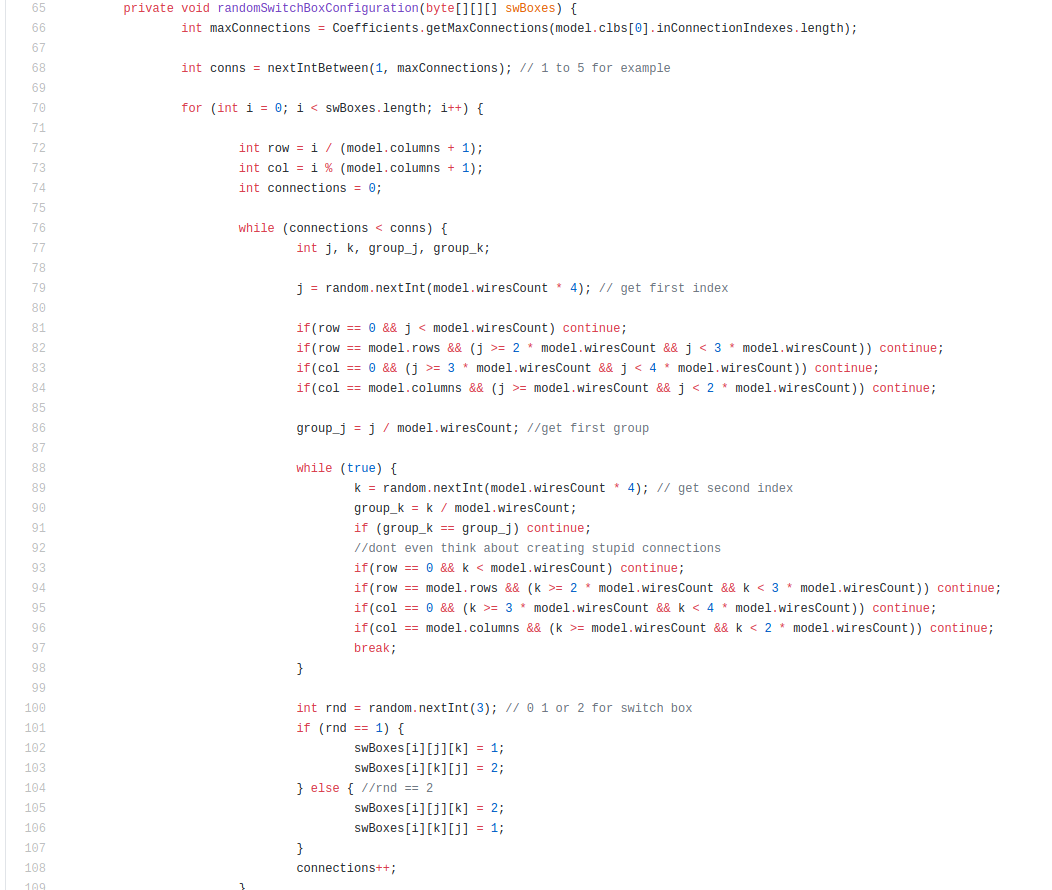 65 private void randomSwitchBoxConfiguration(byte[][][] swBoxes) {
66 int maxConnections = Coefficients.getMaxConnections(model.clbs[0].inConnectionIndexes.length);
67
68 int conns = nextIntBetween(1, maxConnections); // 1 to 5 for example
69
70 for (int i = 0; i < swBoxes.length; i++) {
71
72 int row = i / (model.columns + 1);
73 int col = i % (model.columns + 1);
74 int connections = 0;
75
76 while (connections < conns) {
77 int j, k, group_j, group_k;
78
79 j = random.nextInt(model.wiresCount * 4); // get first index
80
81 if(row == 0 && j < model.wiresCount) continue;
82 if(row == model.rows && (j >= 2 * model.wiresCount && j < 3 * model.wiresCount)) continue;
83 if(col == 0 && (j >= 3 * model.wiresCount && j < 4 * model.wiresCount)) continue;
84 if(col == model.columns && (j >= model.wiresCount && j < 2 * model.wiresCount)) continue;
85
86 group_j = j / model.wiresCount; //get first group
87
88 while (true) {
89 k = random.nextInt(model.wiresCount * 4); // get second index
90 group_k = k / model.wiresCount;
91 if (group_k == group_j) continue;
92 //dont even think about creating stupid connections
93 if(row == 0 && k < model.wiresCount) continue;
94 if(row == model.rows && (k >= 2 * model.wiresCount && k < 3 * model.wiresCount)) continue;
95 if(col == 0 && (k >= 3 * model.wiresCount && k < 4 * model.wiresCount)) continue;
96 if(col == model.columns && (k >= model.wiresCount && k < 2 * model.wiresCount)) continue;
97 break;
98 }
99
100 int rnd = random.nextInt(3); // 0 1 or 2 for switch box
101 if (rnd == 1) {
102 swBoxes[i][j][k] = 1;
103 swBoxes[i][k][j] = 2;
104 } else { //rnd == 2
105 swBoxes[i][j][k] = 2;
106 swBoxes[i][k][j] = 1;
107 }
108 connections++;
109 }